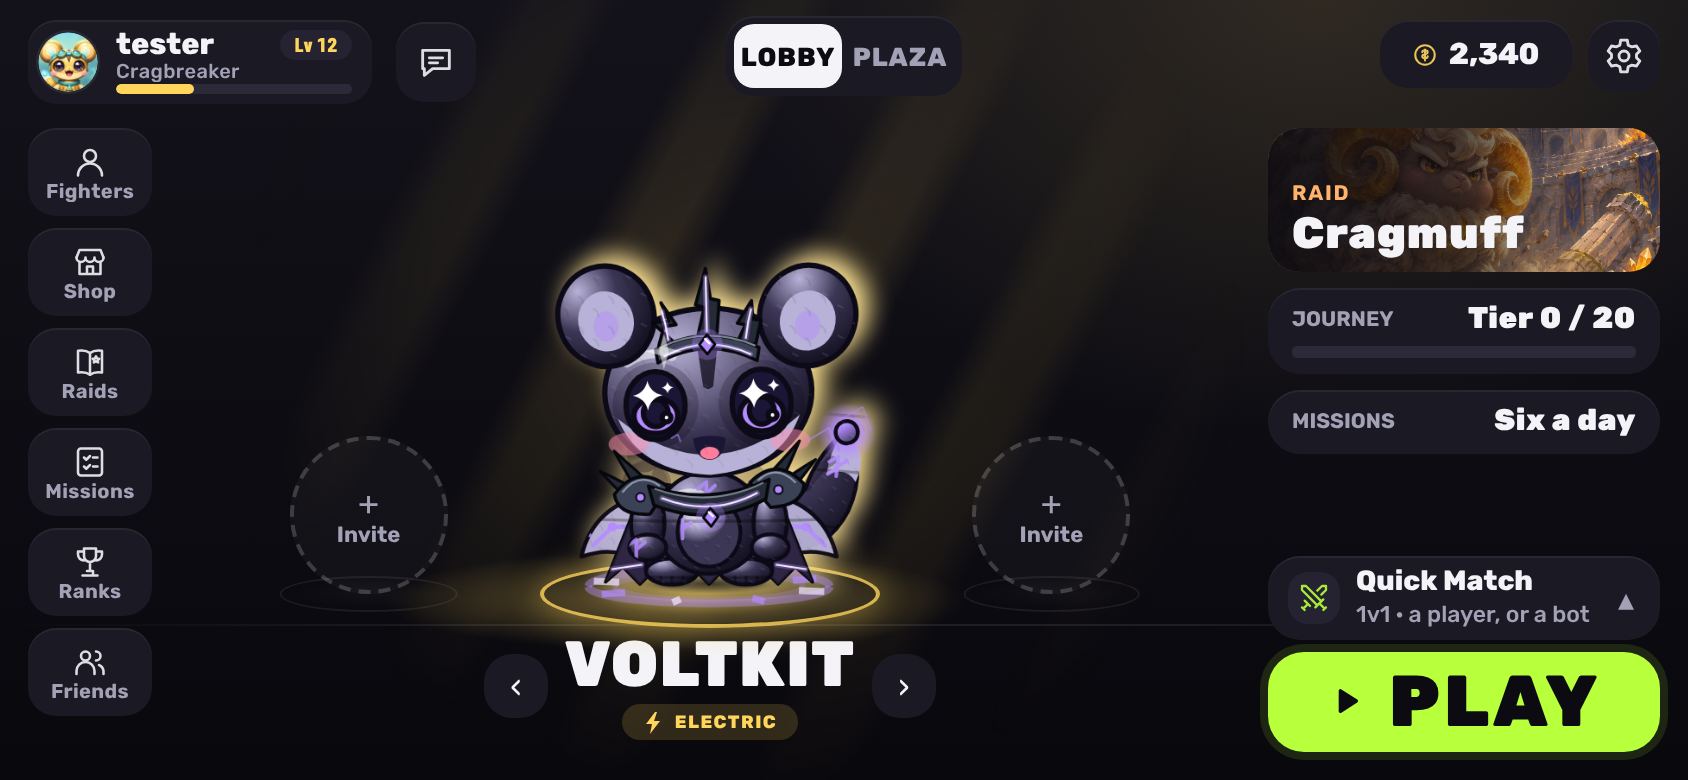 tester
Lv 12
Cragbreaker
LOBBY
PLAZA
2,340
Fighters
Shop
Raids
Missions
Ranks
Friends
+
Invite
+
Invite
VOLTKIT
ELECTRIC
RAID
Cragmuff
JOURNEY
Tier 0 / 20
MISSIONS
Six a day
Quick Match
1v1 • a player, or a bot
PLAY